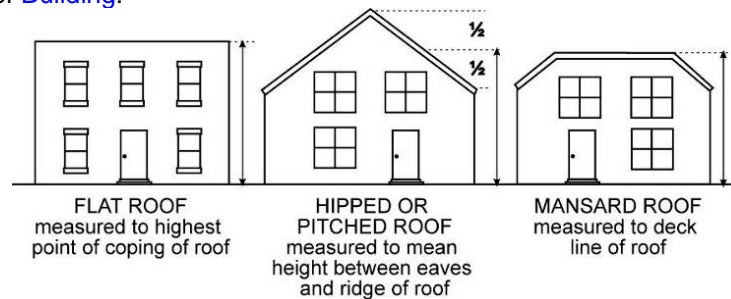 or Building.
½
½
FLAT ROOF
measured to highest
point of coping of roof
HIPPED OR
PITCHED ROOF
measured to mean
height between eaves
and ridge of roof
MANSARD ROOF
measured to deck
line of roof